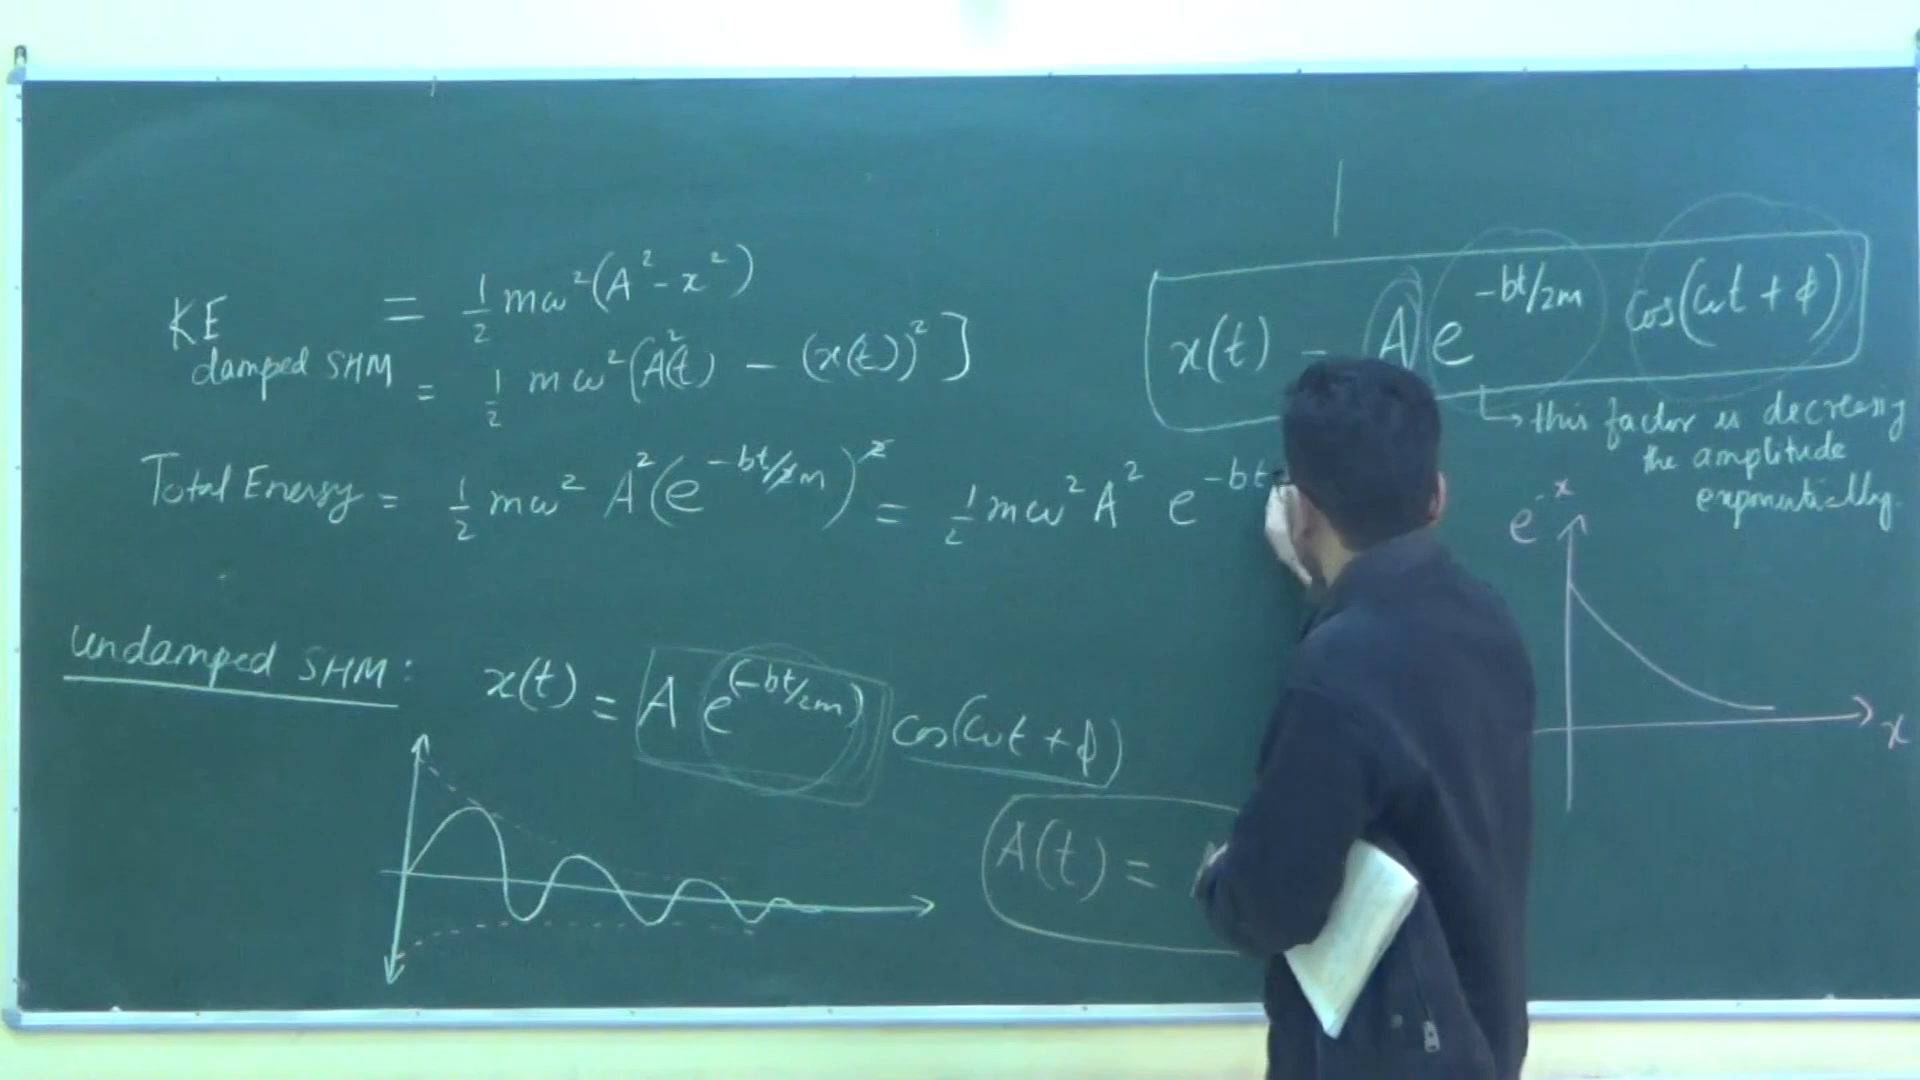 KE damped SHM = 1/2 mω²(A² - x²)
= 1/2 mω²(A²(t) - (x(t))²]
Total Energy = 1/2 mω² A²(e^(-bt/2m))² = 1/2 mω² A² e^(-bt
x(t) = A e^(-bt/2m) cos(ωt + φ)
↳ this factor is decreasing
the amplitude
exponentially.
e^-x
x
undamped SHM: x(t) = A e^(-bt/2m) cos(ωt + φ)
A(t) =